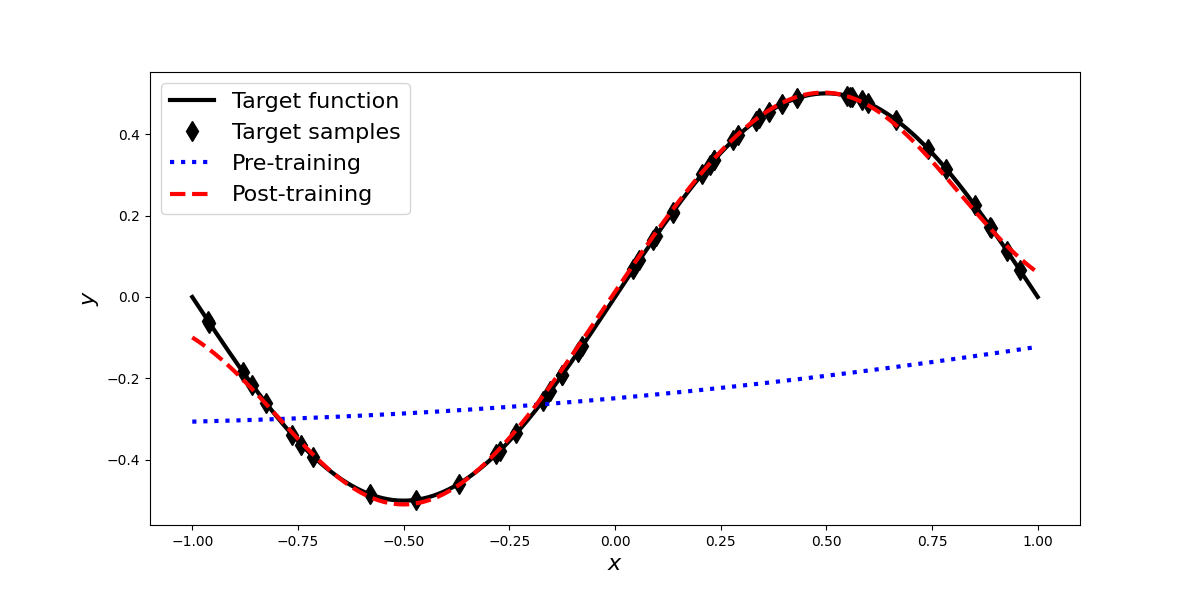 Target function
Target samples
Pre-training
Post-training
0.4
0.2
0.0
−0.2
−0.4
y
−1.00 −0.75 −0.50 −0.25 0.00 0.25 0.50 0.75 1.00
x